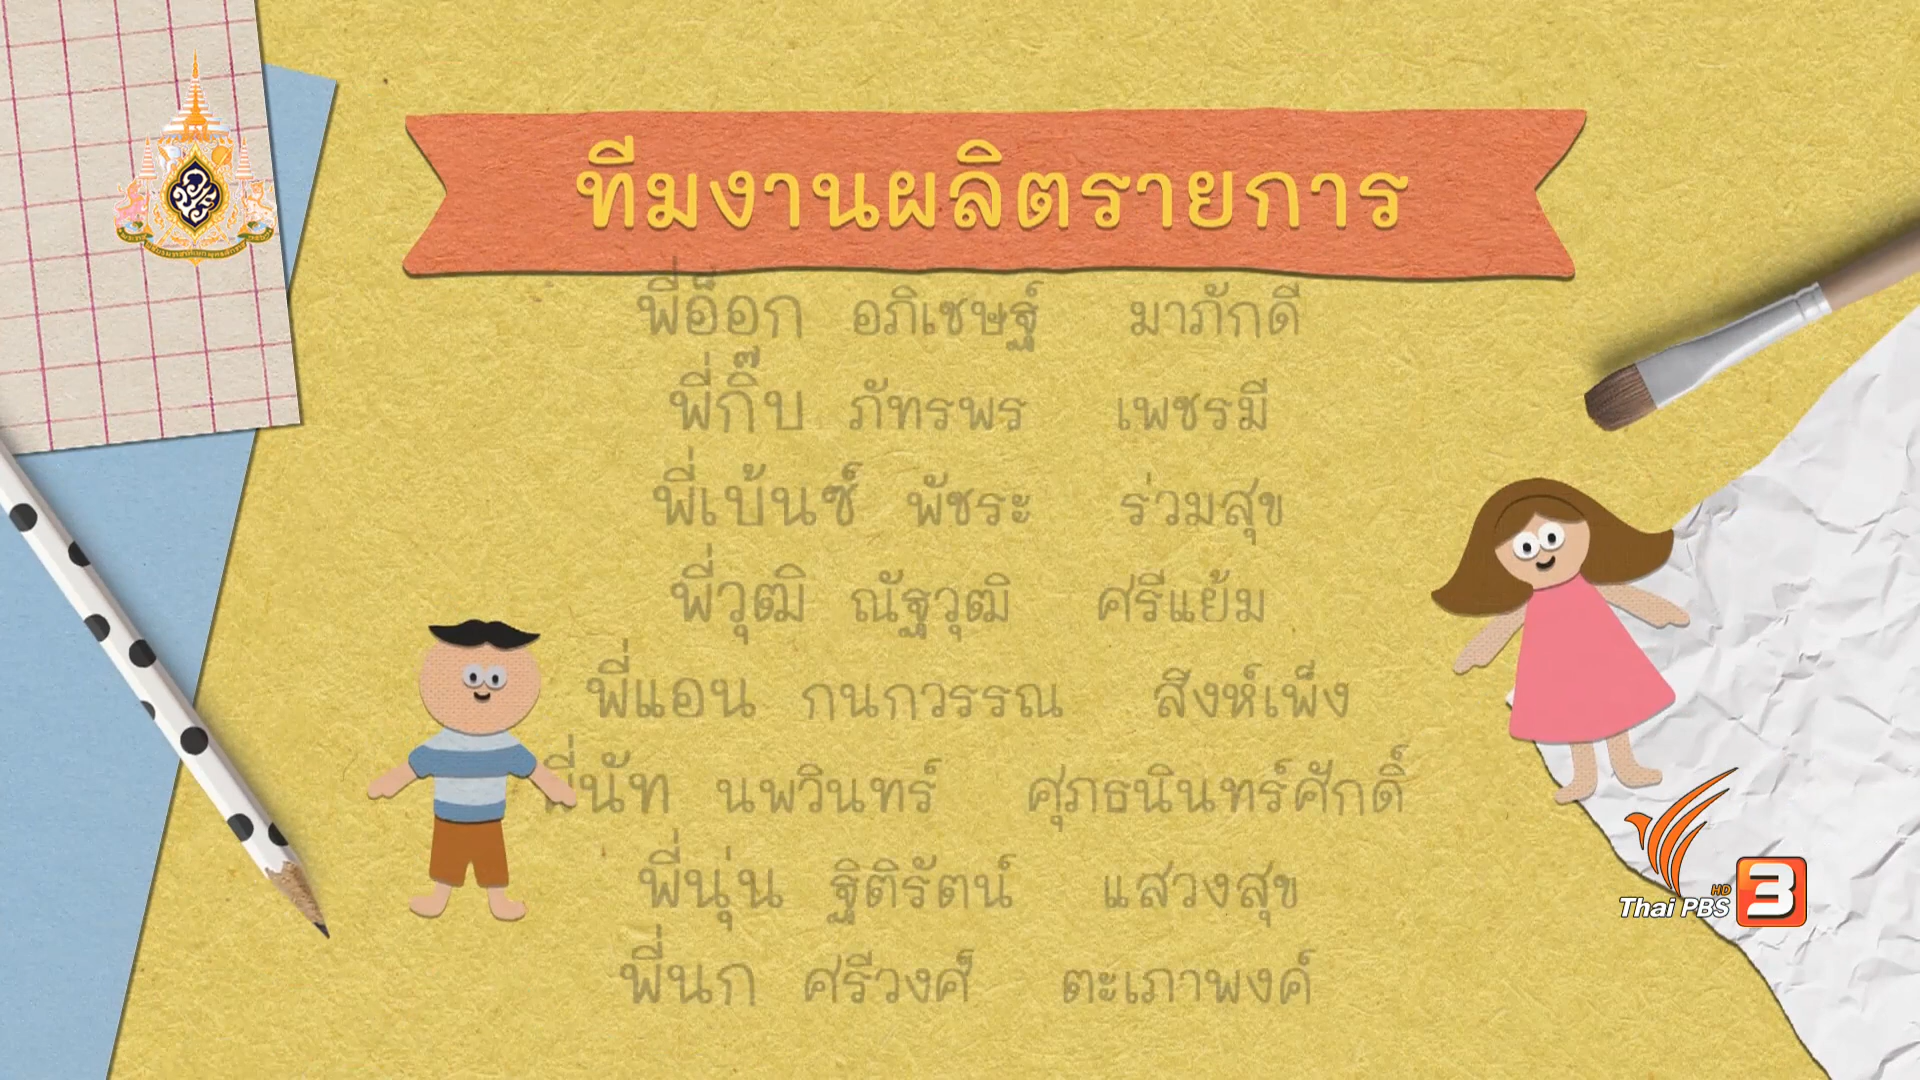 ทีมงานผลิตรายการ
พี่อ็อก อภิเชษฐ์ มาภักดี
พี่กิ๊บ ภัทรพร เพชรมี
พี่เบ้นซ์ พัชระ ร่วมสุข
พี่วุฒิ ณัฐวุฒิ ศรีแย้ม
พี่แอน กนกวรรณ สิงห์เพ็ง
พี่นัท นพวินทร์ ศุภธนินทร์ศักดิ์
พี่นุ่น ฐิติรัตน์ แสวงสุข
พี่นก ศรีวงศ์ ตะเภาพงค์
Thai PBS HD 3